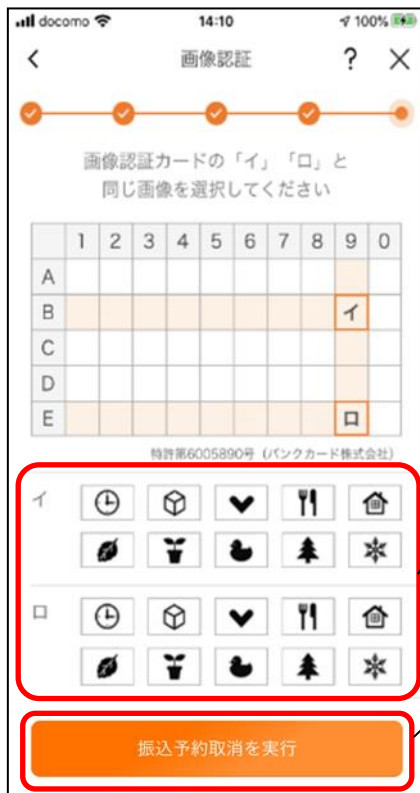 docomo 14:10 100%
画像認証 ?
画像認証カードの「イ」「ロ」と
同じ画像を選択してください
1 2 3 4 5 6 7 8 9 0
A
B イ
C
D
E ロ
特許第6005890号 (バンクカード株式会社)
イ
ロ
振込予約取消を実行